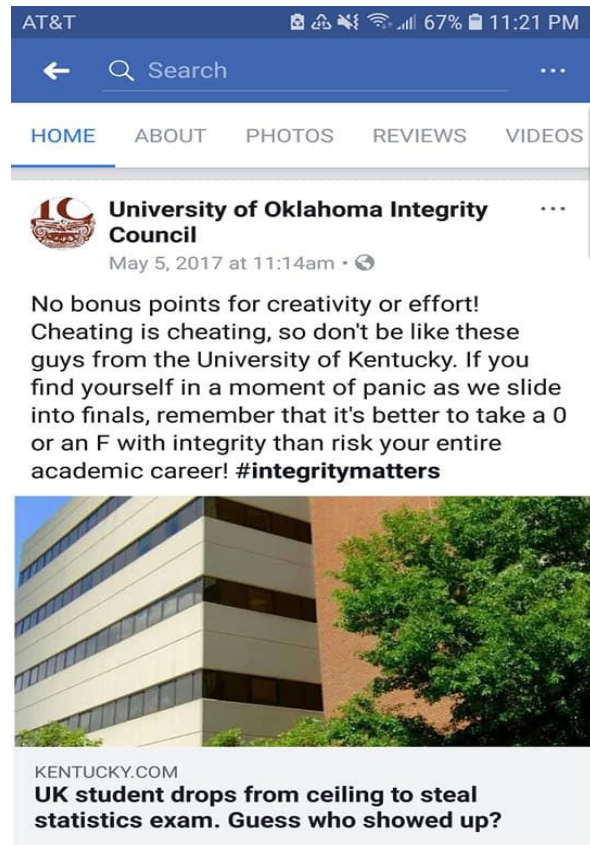 AT&T 67% 11:21 PM
Search
HOME ABOUT PHOTOS REVIEWS VIDEOS
IC
University of Oklahoma Integrity
Council
May 5, 2017 at 11:14am •
No bonus points for creativity or effort!
Cheating is cheating, so don't be like these
guys from the University of Kentucky. If you
find yourself in a moment of panic as we slide
into finals, remember that it's better to take a 0
or an F with integrity than risk your entire
academic career! #integritymatters
KENTUCKY.COM
UK student drops from ceiling to steal
statistics exam. Guess who showed up?